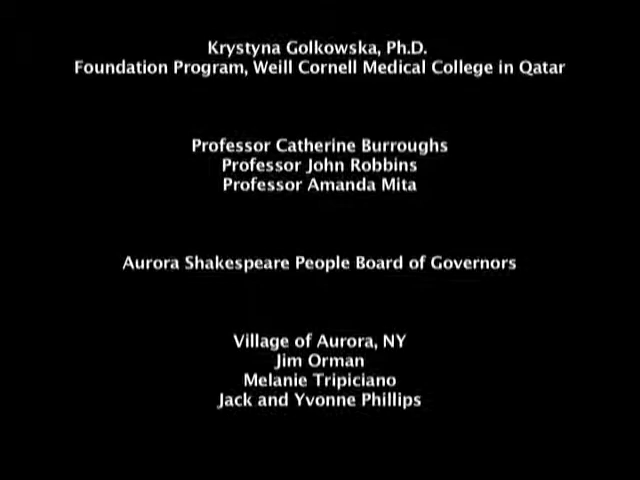 Krystyna Golkowska, Ph.D.
Foundation Program, Weill Cornell Medical College in Qatar
Professor Catherine Burroughs
Professor John Robbins
Professor Amanda Mita
Aurora Shakespeare People Board of Governors
Village of Aurora, NY
Jim Orman
Melanie Tripiciano
Jack and Yvonne Phillips